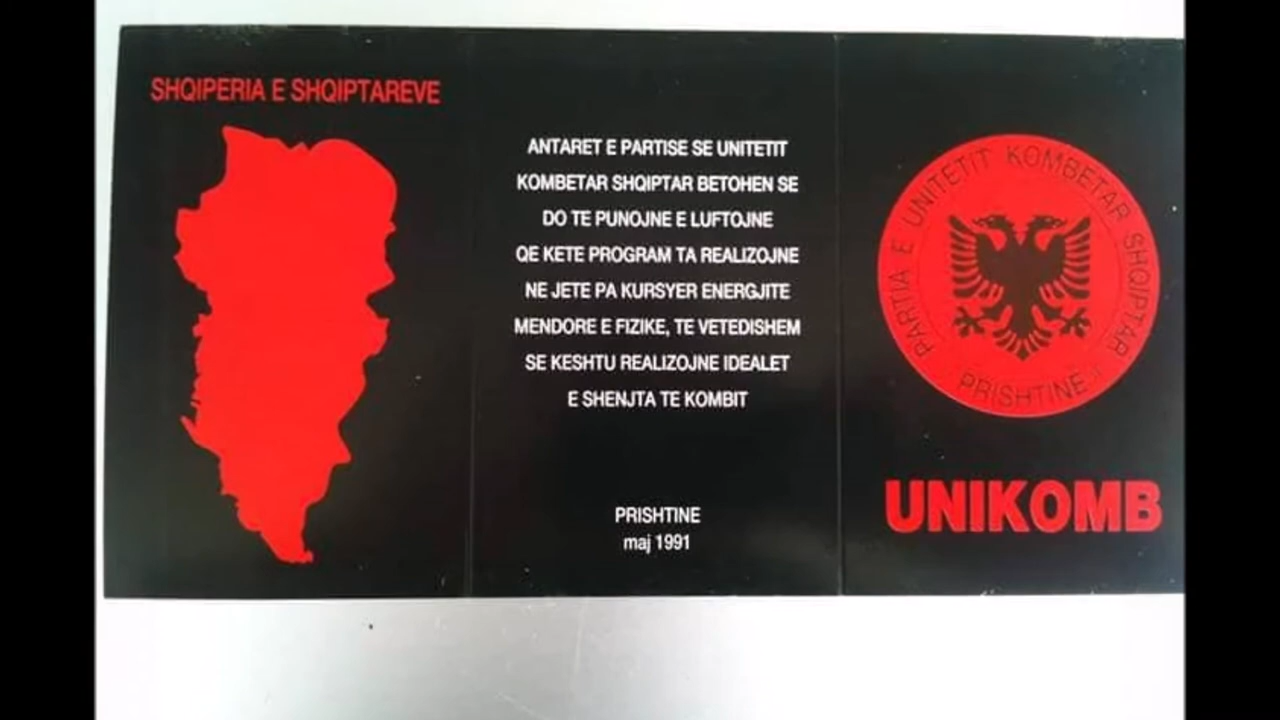 SHQIPERIA E SHQIPTAREVE
ANTARET E PARTISE SE UNITETIT
KOMBETAR SHQIPTAR BETOHEN SE
DO TE PUNOJNE E LUFTOJNE
QE KETE PROGRAM TA REALIZOJNE
NE JETE PA KURSYER ENERGJITE
MENDORE E FIZIKE, TE VETEDISHEM
SE KESHTU REALIZOJNE IDEALET
E SHENJTA TE KOMBIT
PRISHTINE
maj 1991
PARTIA E UNITETIT KOMBETAR SHQIPTAR
PRISHTINE
UNIKOMB